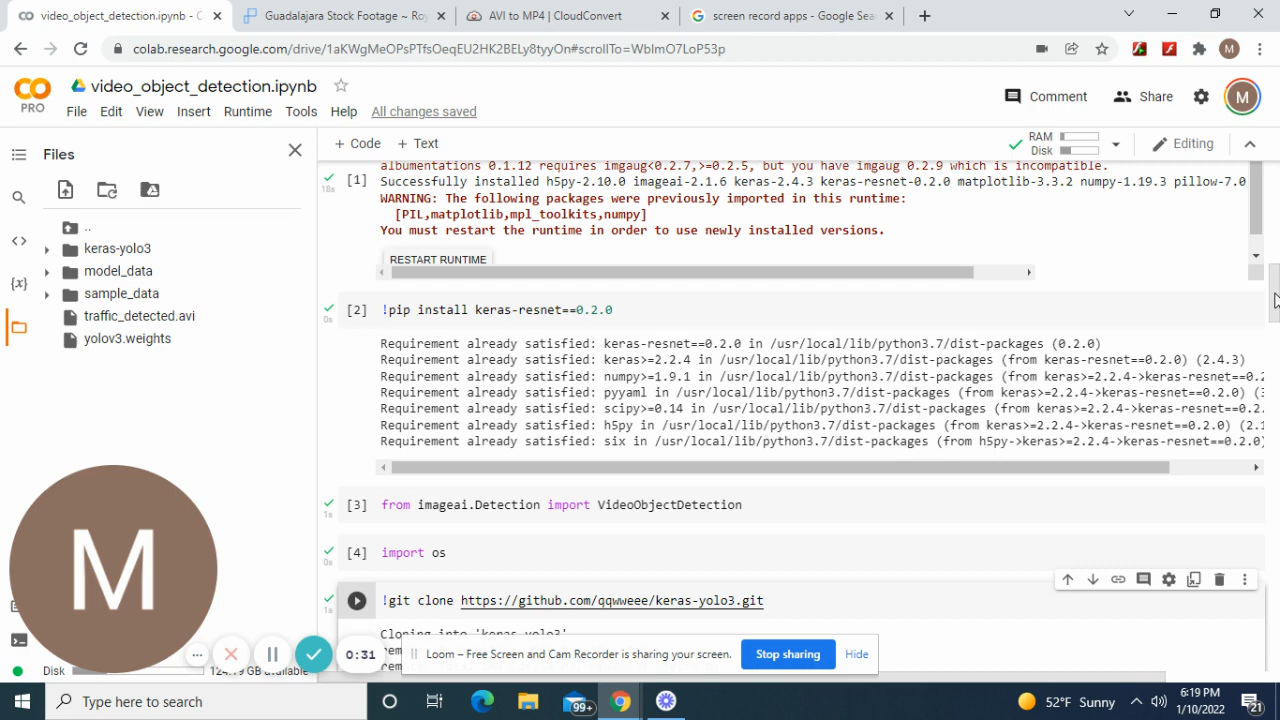 video_object_detection.ipynb - C
Guadalajara Stock Footage ~ Roy
AVI to MP4 | CloudConvert
screen record apps - Google Sea
colab.research.google.com/drive/1aKWgMeOPsPTfsOeqEU2HK2BELy8tyyOn#scrollTo=WbImO7LoP53p
M
PRO
video_object_detection.ipynb
File Edit View Insert Runtime Tools Help All changes saved
Comment Share M
Files
+ Code + Text
RAM
Disk
Editing
..
keras-yolo3
model_data
sample_data
traffic_detected.avi
yolov3.weights
{x}
albumentations 0.1.12 requires imgaug<0.2.7,>=0.2.5, but you have imgaug 0.2.9 which is incompatible.
[1] Successfully installed h5py-2.10.0 imageai-2.1.6 keras-2.4.3 keras-resnet-0.2.0 matplotlib-3.3.2 numpy-1.19.3 pillow-7.0
18s
WARNING: The following packages were previously imported in this runtime:
[PIL,matplotlib,mpl_toolkits,numpy]
You must restart the runtime in order to use newly installed versions.
RESTART RUNTIME
[2] !pip install keras-resnet==0.2.0
0s
Requirement already satisfied: keras-resnet==0.2.0 in /usr/local/lib/python3.7/dist-packages (0.2.0)
Requirement already satisfied: keras>=2.2.4 in /usr/local/lib/python3.7/dist-packages (from keras-resnet==0.2.0) (2.4.3)
Requirement already satisfied: numpy>=1.9.1 in /usr/local/lib/python3.7/dist-packages (from keras>=2.2.4->keras-resnet==0.2
Requirement already satisfied: pyyaml in /usr/local/lib/python3.7/dist-packages (from keras>=2.2.4->keras-resnet==0.2.0) (3
Requirement already satisfied: scipy>=0.14 in /usr/local/lib/python3.7/dist-packages (from keras>=2.2.4->keras-resnet==0.2.
Requirement already satisfied: h5py in /usr/local/lib/python3.7/dist-packages (from keras>=2.2.4->keras-resnet==0.2.0) (2.1
Requirement already satisfied: six in /usr/local/lib/python3.7/dist-packages (from h5py->keras>=2.2.4->keras-resnet==0.2.0)
[3] from imageai.Detection import VideoObjectDetection
1s
[4] import os
0s
!git clone https://github.com/qqwweee/keras-yolo3.git
1s
Cloning into 'keras-yolo3'
M
0:31
Loom – Free Screen and Cam Recorder is sharing your screen.
Stop sharing
Hide
Disk
available
Type here to search
99+
52°F Sunny
6:19 PM
1/10/2022
21